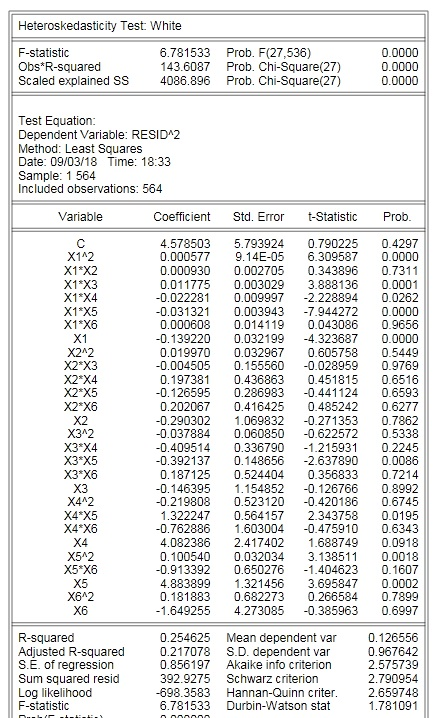 Heteroskedasticity Test: White
F-statistic 6.781533 Prob. F(27,536) 0.0000
Obs*R-squared 143.6087 Prob. Chi-Square(27) 0.0000
Scaled explained SS 4086.896 Prob. Chi-Square(27) 0.0000
Test Equation:
Dependent Variable: RESID^2
Method: Least Squares
Date: 09/03/18 Time: 18:33
Sample: 1 564
Included observations: 564
Variable Coefficient Std. Error t-Statistic Prob.
C 4.578503 5.793924 0.790225 0.4297
X1^2 0.000577 9.14E-05 6.309587 0.0000
X1*X2 0.000930 0.002705 0.343896 0.7311
X1*X3 0.011775 0.003029 3.888136 0.0001
X1*X4 -0.022281 0.009997 -2.228894 0.0262
X1*X5 -0.031321 0.003943 -7.944272 0.0000
X1*X6 0.000608 0.014119 0.043086 0.9656
X1 -0.139220 0.032199 -4.323687 0.0000
X2^2 0.019970 0.032967 0.605758 0.5449
X2*X3 -0.004505 0.155560 -0.028959 0.9769
X2*X4 0.197381 0.436863 0.451815 0.6516
X2*X5 -0.126595 0.286983 -0.441124 0.6593
X2*X6 0.202067 0.416425 0.485242 0.6277
X2 -0.290302 1.069832 -0.271353 0.7862
X3^2 -0.037884 0.060850 -0.622572 0.5338
X3*X4 -0.409514 0.336790 -1.215931 0.2245
X3*X5 -0.392137 0.148656 -2.637890 0.0086
X3*X6 0.187125 0.524404 0.356833 0.7214
X3 -0.146395 1.154852 -0.126766 0.8992
X4^2 -0.219808 0.523120 -0.420186 0.6745
X4*X5 1.322247 0.564157 2.343758 0.0195
X4*X6 -0.762886 1.603004 -0.475910 0.6343
X4 4.082386 2.417402 1.688749 0.0918
X5^2 0.100540 0.032034 3.138511 0.0018
X5*X6 -0.913392 0.650276 -1.404623 0.1607
X5 4.883899 1.321456 3.695847 0.0002
X6^2 0.181883 0.682273 0.266584 0.7899
X6 -1.649255 4.273085 -0.385963 0.6997
R-squared 0.254625 Mean dependent var 0.126556
Adjusted R-squared 0.217078 S.D. dependent var 0.967642
S.E. of regression 0.856197 Akaike info criterion 2.575739
Sum squared resid 392.9275 Schwarz criterion 2.790954
Log likelihood -698.3583 Hannan-Quinn criter. 2.659748
F-statistic 6.781533 Durbin-Watson stat 1.781091